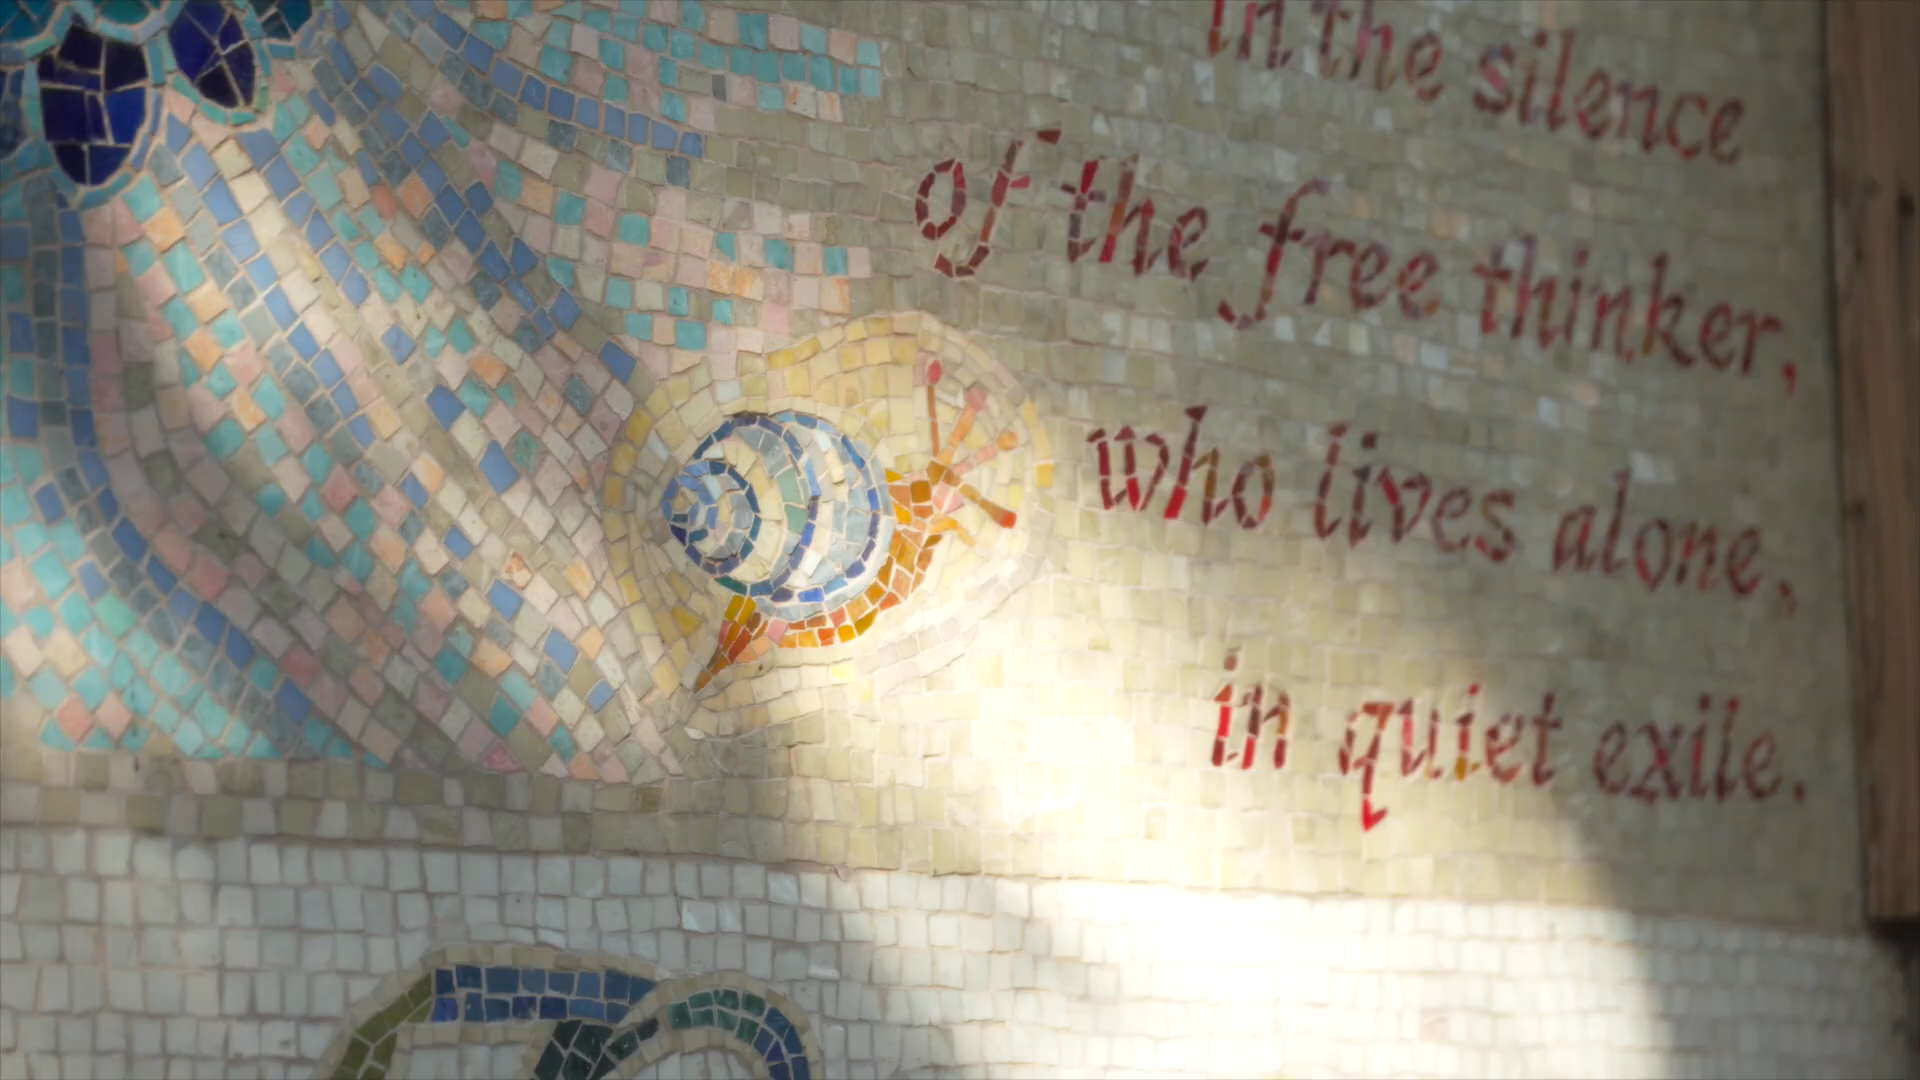 in the silence
of the free thinker,
who lives alone,
in quiet exile.